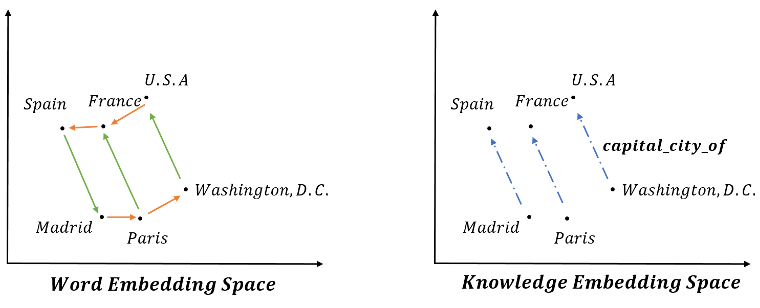 U.S.A
Spain
France
Washington, D.C.
Madrid
Paris
Word Embedding Space
U.S.A
Spain
France
capital_city_of
Washington, D.C.
Madrid
Paris
Knowledge Embedding Space